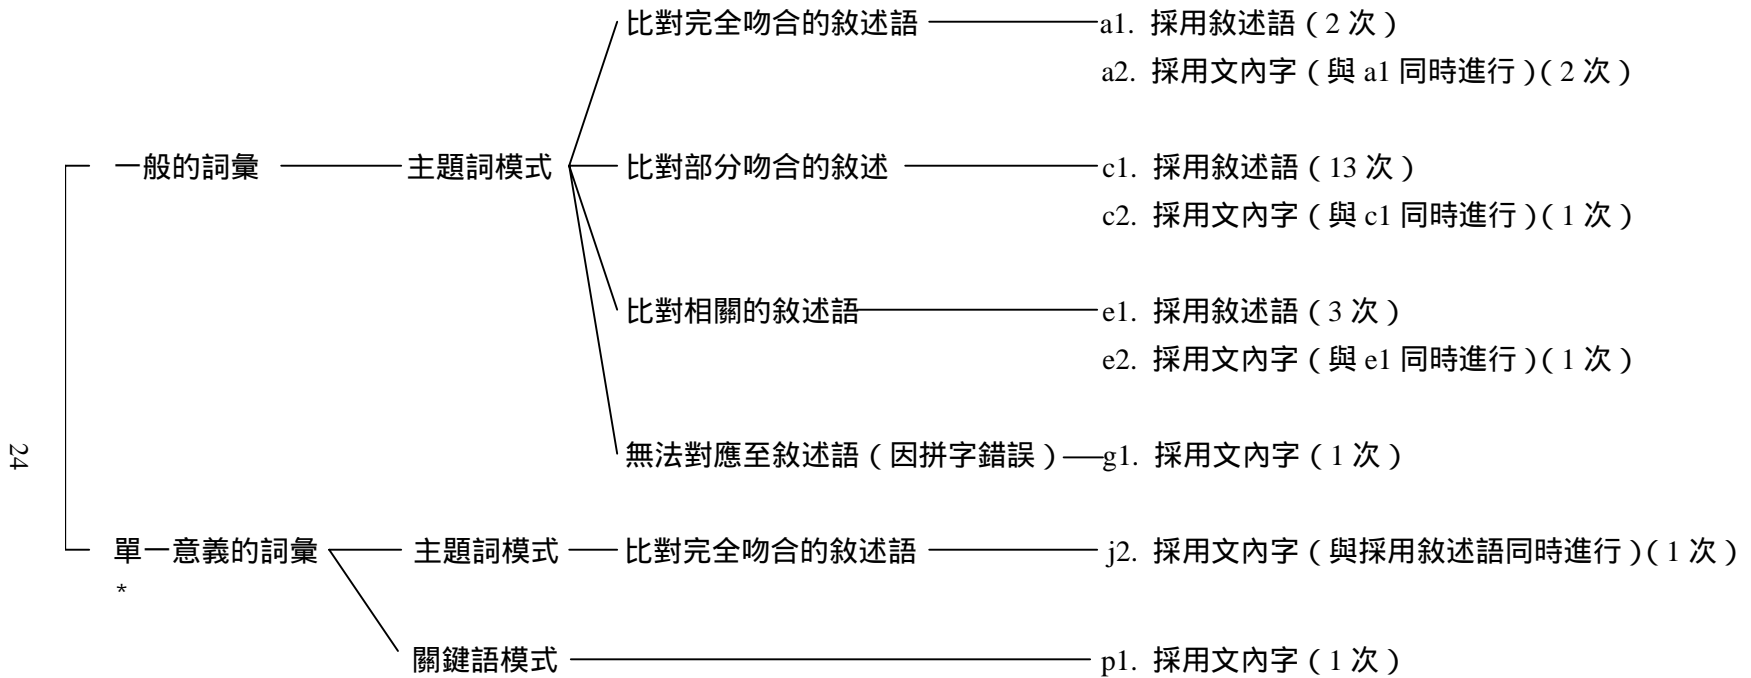 比對完全吻合的敘述語 a1. 採用敘述語（2 次）
a2. 採用文內字（與 a1 同時進行）（2 次）
一般的詞彙 主題詞模式 比對部分吻合的敘述 c1. 採用敘述語（13 次）
c2. 採用文內字（與 c1 同時進行）（1 次）
比對相關的敘述語 e1. 採用敘述語（3 次）
e2. 採用文內字（與 e1 同時進行）（1 次）
無法對應至敘述語（因拼字錯誤） g1. 採用文內字（1 次）
單一意義的詞彙 主題詞模式 比對完全吻合的敘述語 j2. 採用文內字（與採用敘述語同時進行）（1 次）
*
關鍵語模式 p1. 採用文內字（1 次）
24